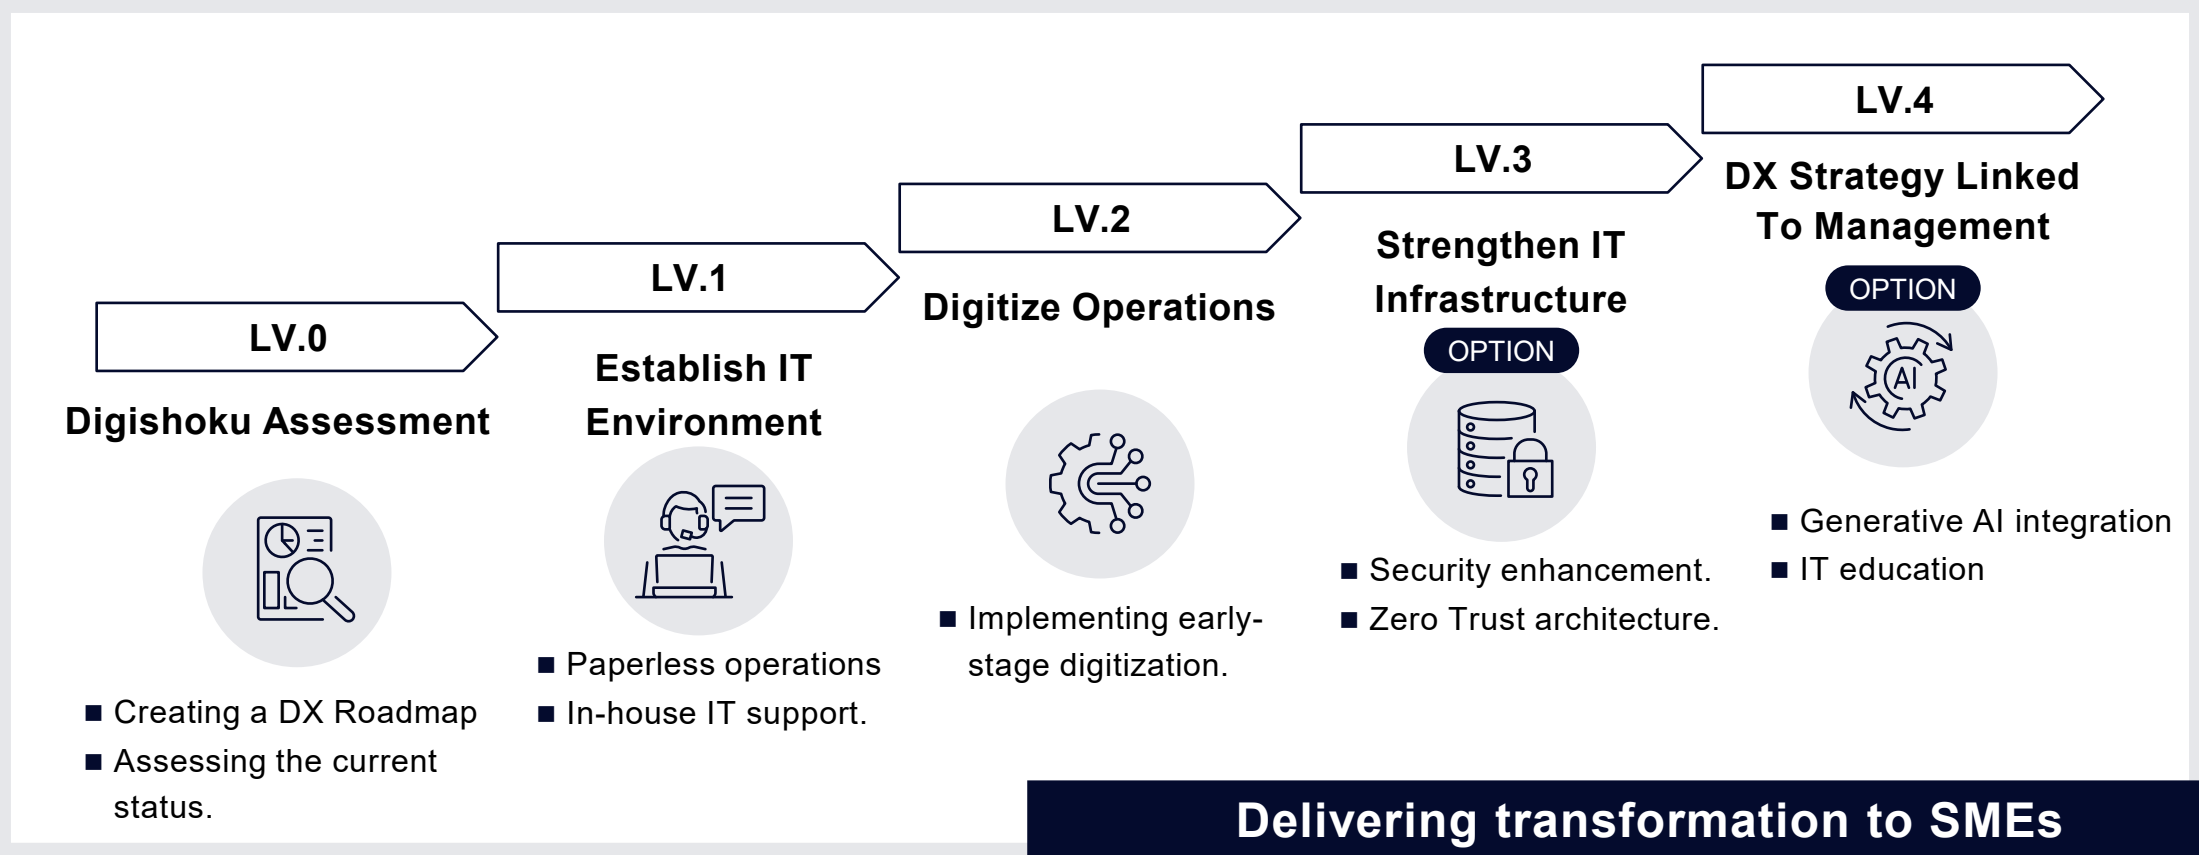 LV.0
Digishoku Assessment
■ Creating a DX Roadmap
■ Assessing the current
status.
LV.1
Establish IT
Environment
■ Paperless operations
■ In-house IT support.
LV.2
Digitize Operations
■ Implementing early-
stage digitization.
LV.3
Strengthen IT
Infrastructure
OPTION
■ Security enhancement.
■ Zero Trust architecture.
LV.4
DX Strategy Linked
To Management
OPTION
AI
■ Generative AI integration
■ IT education
Delivering transformation to SMEs